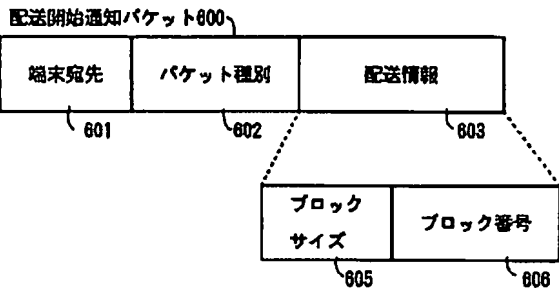 配送開始通知パケット600
端末宛先
パケット種別
配送情報
601
602
603
ブロック
サイズ
ブロック番号
605
606